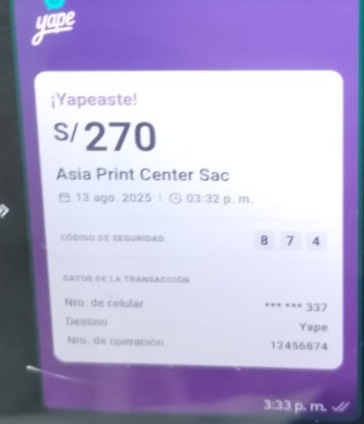 yape
¡Yapeaste!
S/270
Asia Print Center Sac
13 ago. 2025 | 03:32 p. m.
CÓDIGO DE SEGURIDAD 8 7 4
DATOS DE LA TRANSACCIÓN
Nro. de celular *** *** 337
Destino Yape
Nro. de operación 12456874
3:33 p. m.